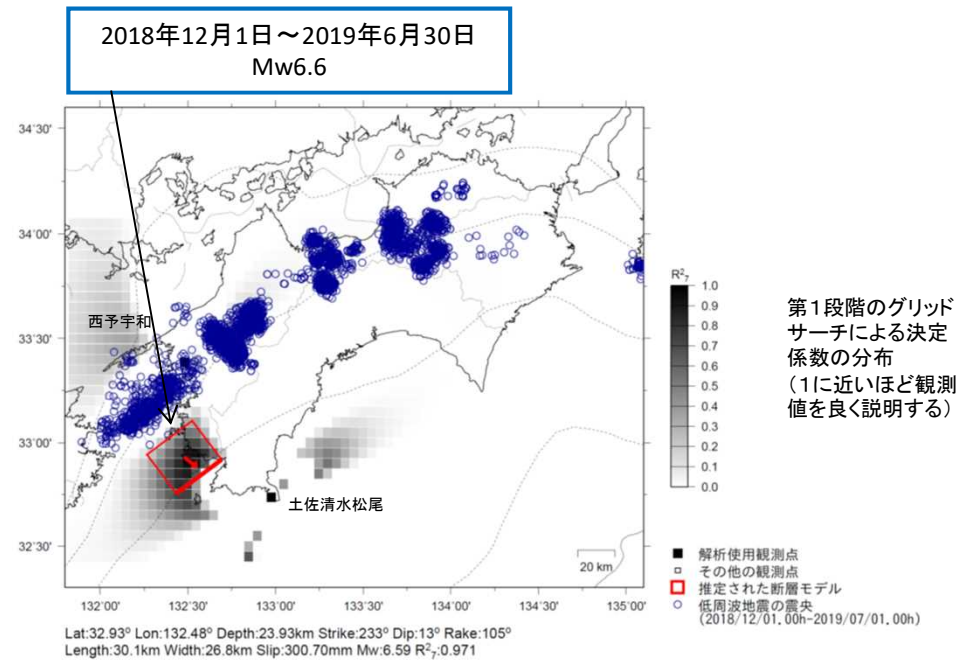 2018年12月1日～2019年6月30日
Mw6.6
34˚30'
34˚00'
33˚30'
33˚00'
32˚30'
132˚00'
132˚30'
133˚00'
133˚30'
134˚00'
134˚30'
135˚00'
西予宇和
土佐清水松尾
20 km
R²₇
1.0
0.9
0.8
0.7
0.6
0.5
0.4
0.3
0.2
0.1
0.0
第1段階のグリッド
サーチによる決定
係数の分布
(1に近いほど観測
値を良く説明する)
解析使用観測点
その他の観測点
推定された断層モデル
低周波地震の震央
(2018/12/01.00h-2019/07/01.00h)
Lat:32.93º Lon:132.48º Depth:23.93km Strike:233º Dip:13º Rake:105º
Length:30.1km Width:26.8km Slip:300.70mm Mw:6.59 R²₇:0.971